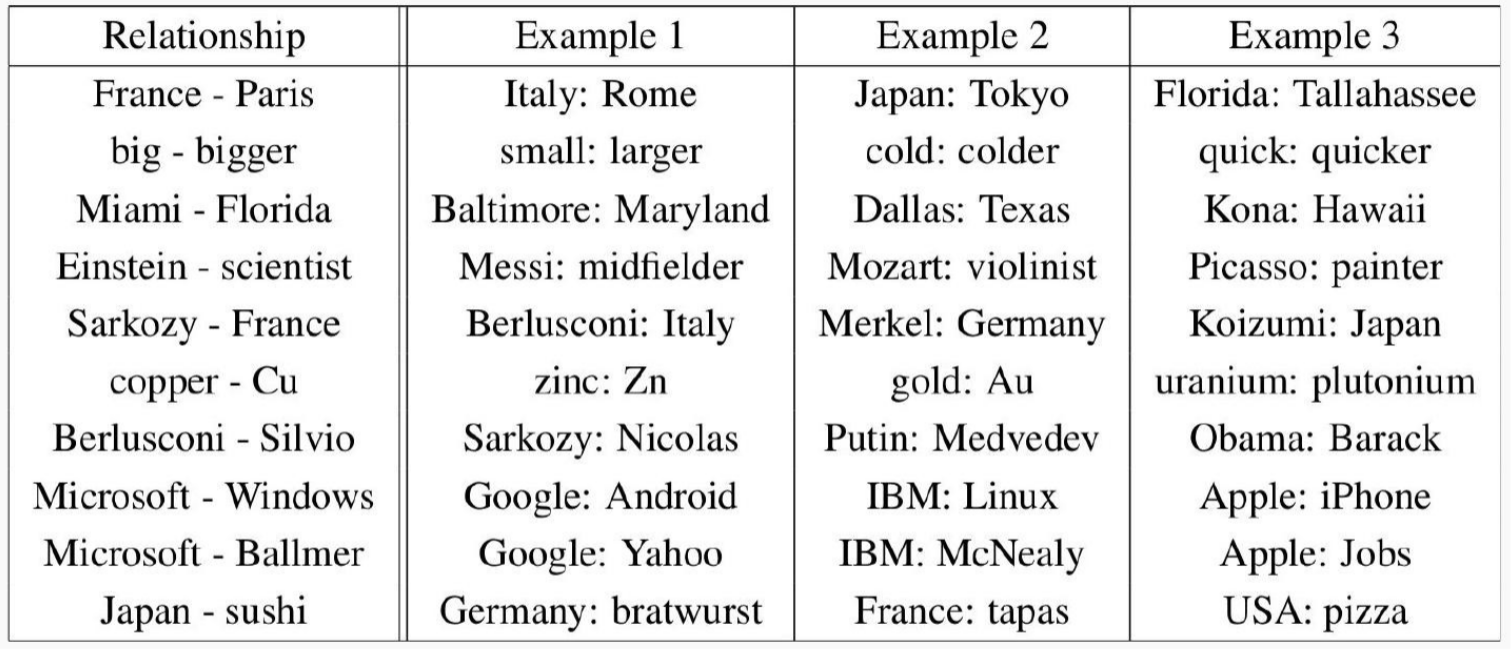 Relationship Example 1 Example 2 Example 3
France - Paris Italy: Rome Japan: Tokyo Florida: Tallahassee
big - bigger small: larger cold: colder quick: quicker
Miami - Florida Baltimore: Maryland Dallas: Texas Kona: Hawaii
Einstein - scientist Messi: midfielder Mozart: violinist Picasso: painter
Sarkozy - France Berlusconi: Italy Merkel: Germany Koizumi: Japan
copper - Cu zinc: Zn gold: Au uranium: plutonium
Berlusconi - Silvio Sarkozy: Nicolas Putin: Medvedev Obama: Barack
Microsoft - Windows Google: Android IBM: Linux Apple: iPhone
Microsoft - Ballmer Google: Yahoo IBM: McNealy Apple: Jobs
Japan - sushi Germany: bratwurst France: tapas USA: pizza